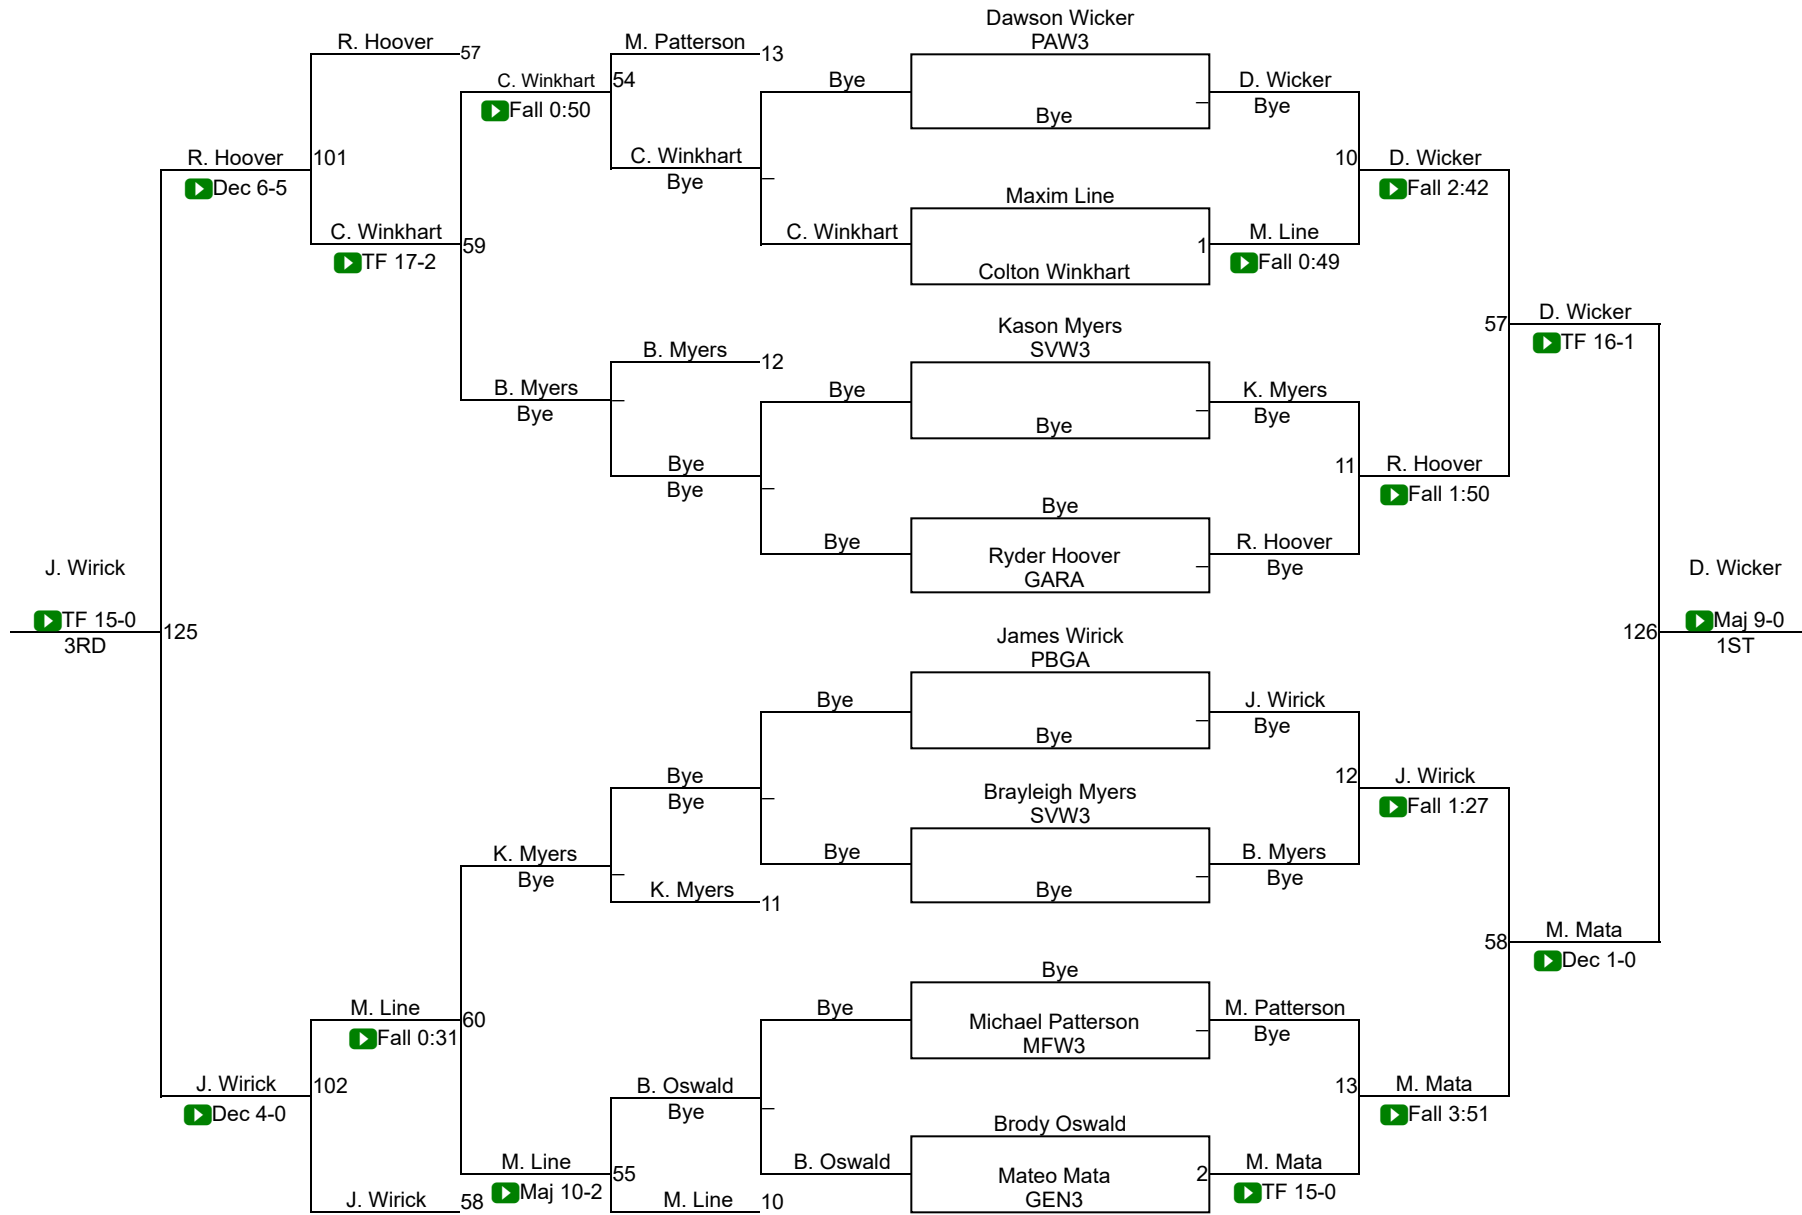 Dawson Wicker
PAW3
R. Hoover
57
M. Patterson
13
C. Winkhart
54
Fall 0:50
Bye
Bye
D. Wicker
Bye
R. Hoover
101
Dec 6-5
C. Winkhart
Bye
10
D. Wicker
Fall 2:42
Maxim Line
C. Winkhart
59
TF 17-2
C. Winkhart
Colton Winkhart
1
M. Line
Fall 0:49
Kason Myers
SVW3
57
D. Wicker
TF 16-1
B. Myers
12
B. Myers
Bye
Bye
Bye
K. Myers
Bye
Bye
Bye
11
R. Hoover
Fall 1:50
Bye
Bye
Ryder Hoover
GARA
R. Hoover
Bye
J. Wirick
TF 15-0
3RD
125
D. Wicker
126
Maj 9-0
1ST
James Wirick
PBGA
Bye
Bye
J. Wirick
Bye
Bye
Bye
12
J. Wirick
Fall 1:27
Brayleigh Myers
SVW3
K. Myers
Bye
Bye
Bye
B. Myers
Bye
K. Myers
11
58
M. Mata
Dec 1-0
Bye
M. Line
60
Fall 0:31
Bye
Michael Patterson
MFW3
M. Patterson
Bye
J. Wirick
102
Dec 4-0
B. Oswald
Bye
13
M. Mata
Fall 3:51
Brody Oswald
M. Line
55
Maj 10-2
B. Oswald
Mateo Mata
GEN3
2
M. Mata
TF 15-0
J. Wirick
58
M. Line
10